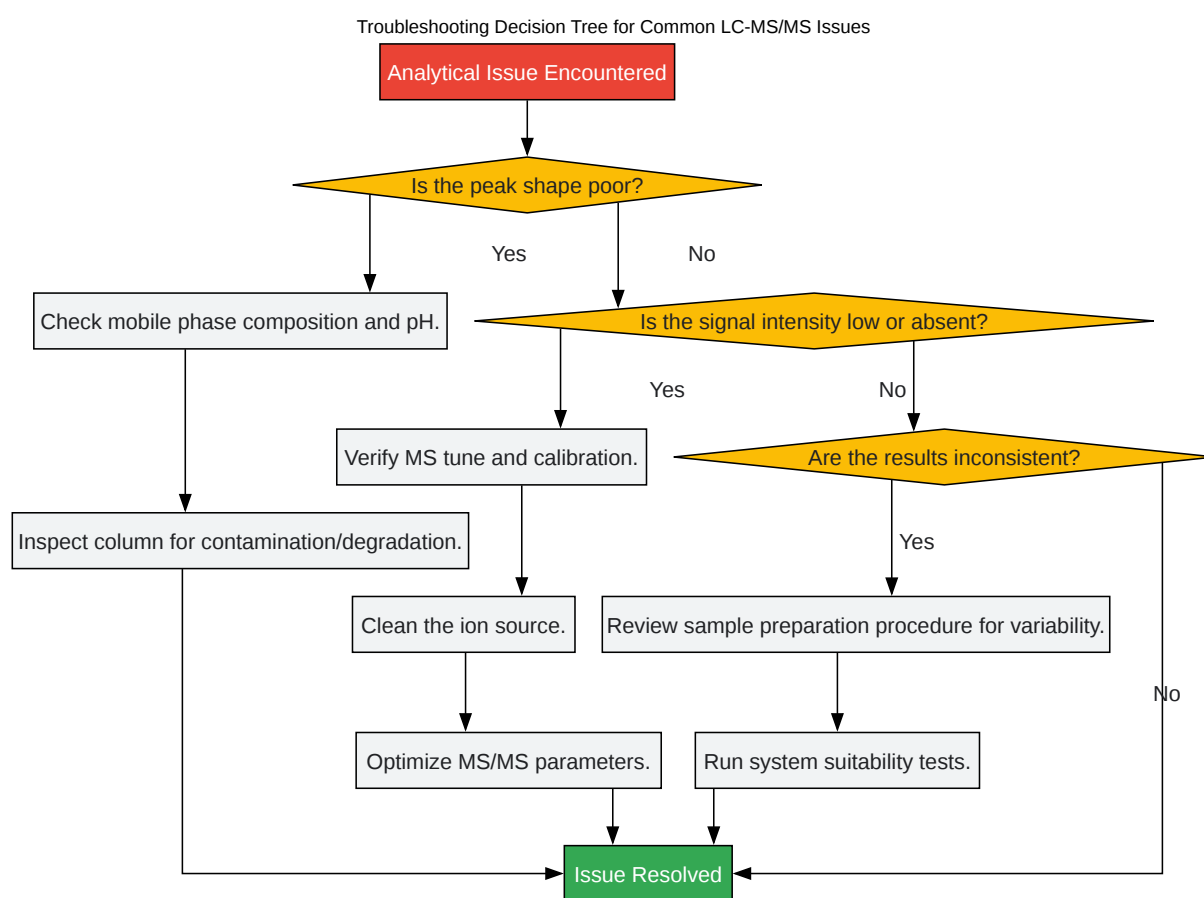 Troubleshooting Decision Tree for Common LC-MS/MS Issues
Analytical Issue Encountered
Is the peak shape poor?
Yes
No
Check mobile phase composition and pH.
Is the signal intensity low or absent?
Yes
No
Verify MS tune and calibration.
Are the results inconsistent?
Inspect column for contamination/degradation.
Yes
Clean the ion source.
Review sample preparation procedure for variability.
No
Optimize MS/MS parameters.
Run system suitability tests.
Issue Resolved